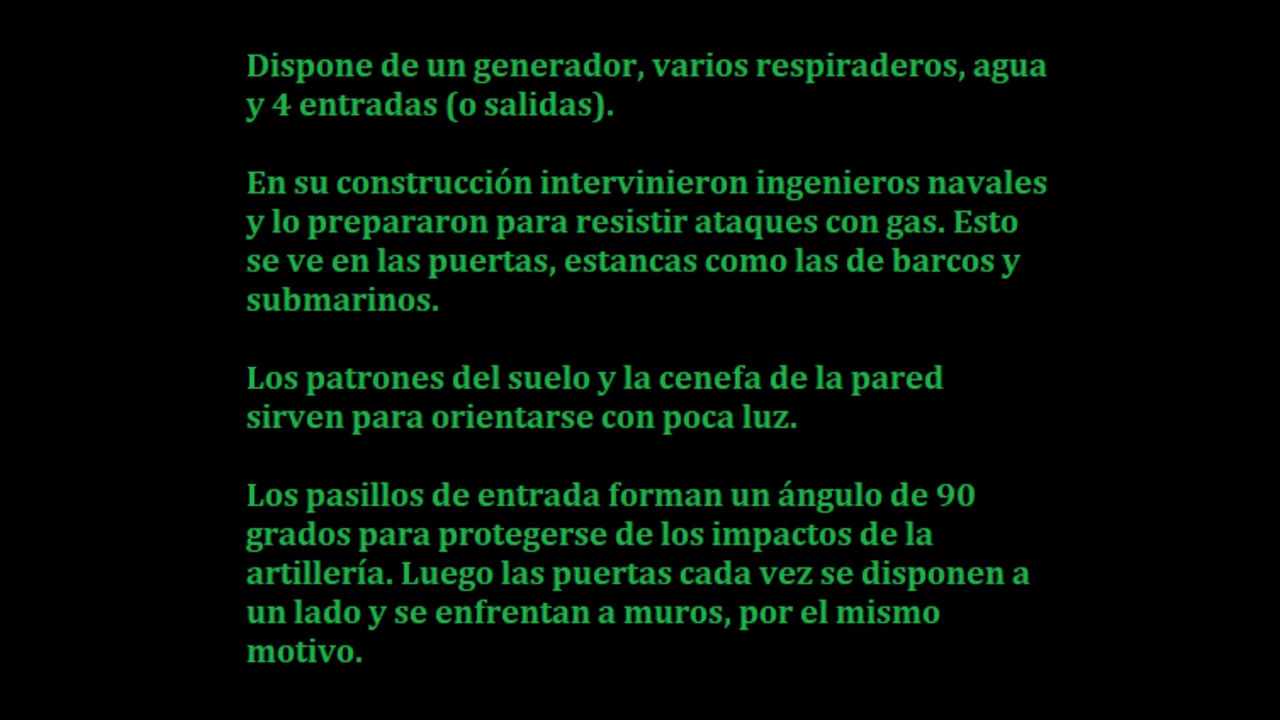 Dispone de un generador, varios respiraderos, agua
y 4 entradas (o salidas).
En su construcción intervinieron ingenieros navales
y lo prepararon para resistir ataques con gas. Esto
se ve en las puertas, estancas como las de barcos y
submarinos.
Los patrones del suelo y la cenefa de la pared
sirven para orientarse con poca luz.
Los pasillos de entrada forman un ángulo de 90
grados para protegerse de los impactos de la
artillería. Luego las puertas cada vez se disponen a
un lado y se enfrentan a muros, por el mismo
motivo.